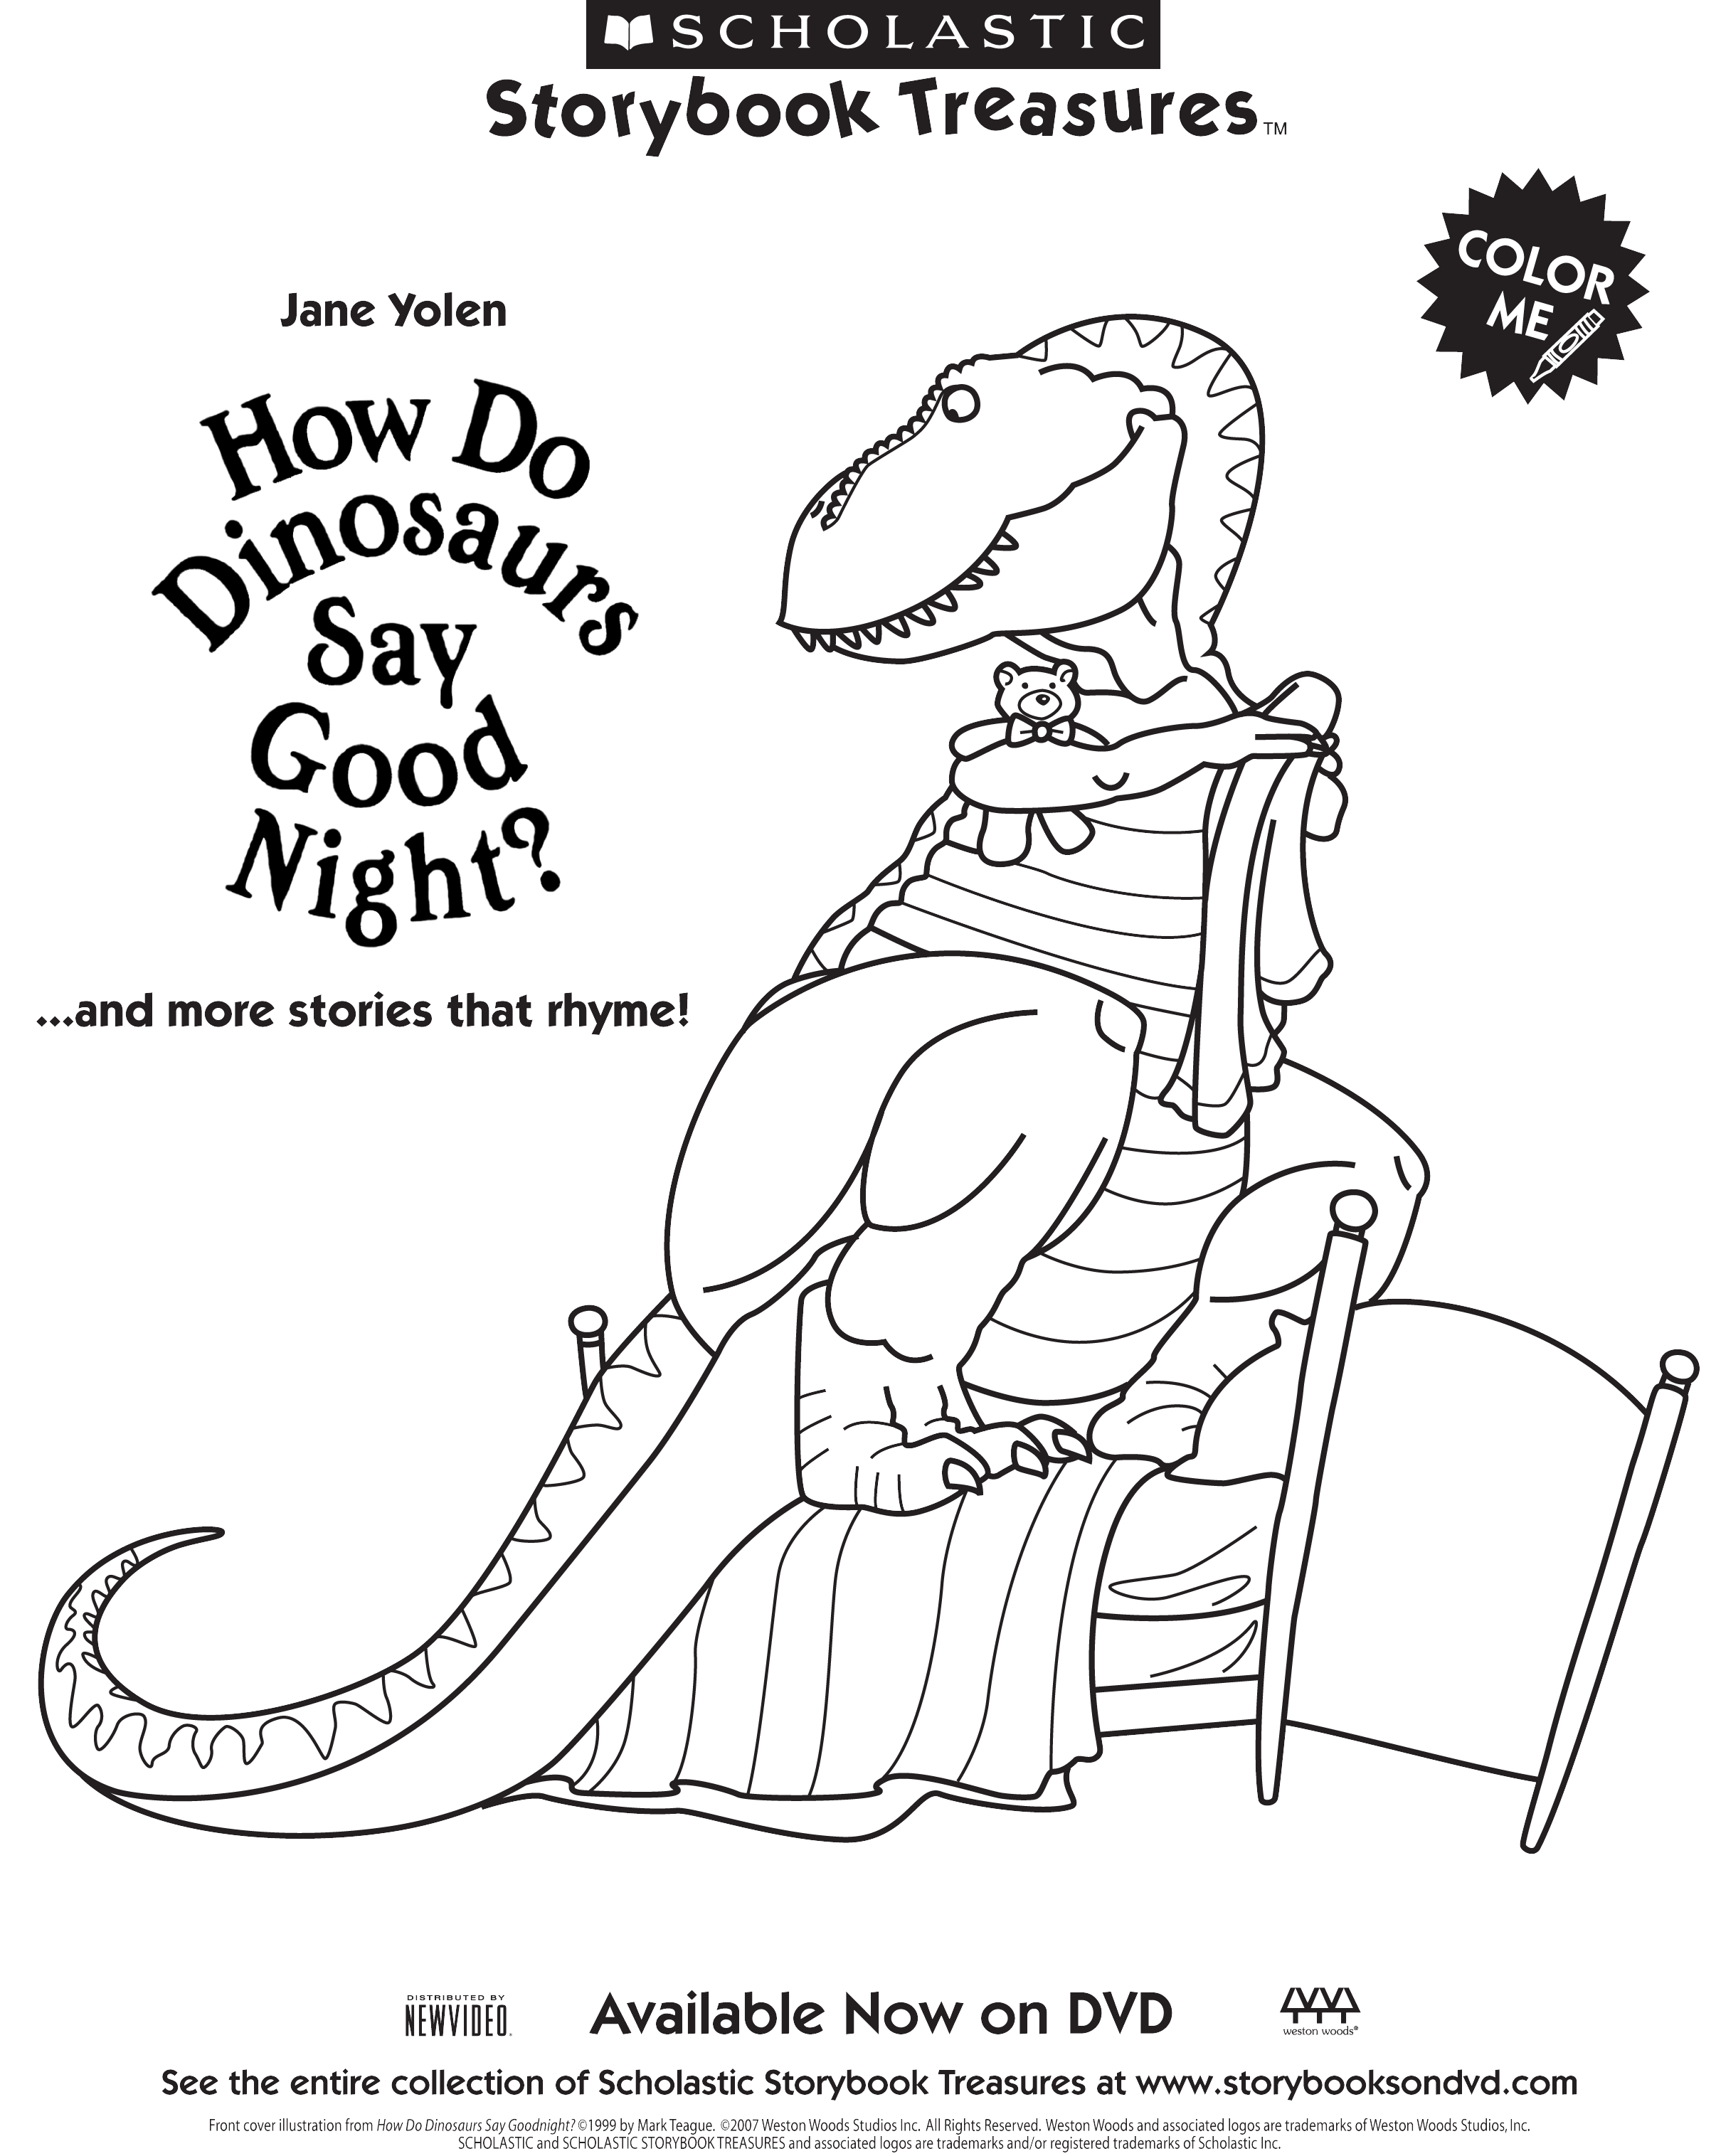 SCHOLASTIC
Storybook Treasures™
COLOR
ME
Jane Yolen
How Do
Dinosaurs
Say
Good
Night?
...and more stories that rhyme!
DISTRIBUTED BY
NEWVIDEO.
Available Now on DVD
weston woods®
See the entire collection of Scholastic Storybook Treasures at www.storybooksondvd.com
Front cover illustration from How Do Dinosaurs Say Goodnight? ©1999 by Mark Teague. ©2007 Weston Woods Studios Inc. All Rights Reserved. Weston Woods and associated logos are trademarks of Weston Woods Studios, Inc.
SCHOLASTIC and SCHOLASTIC STORYBOOK TREASURES and associated logos are trademarks and/or registered trademarks of Scholastic Inc.